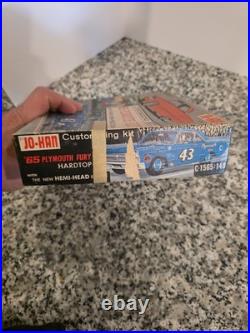 JO-HAN Customizing kit
'65 PLYMOUTH FURY
HARDTOP
WITH
THE NEW HEMI-HEAD
43
C-1565:149